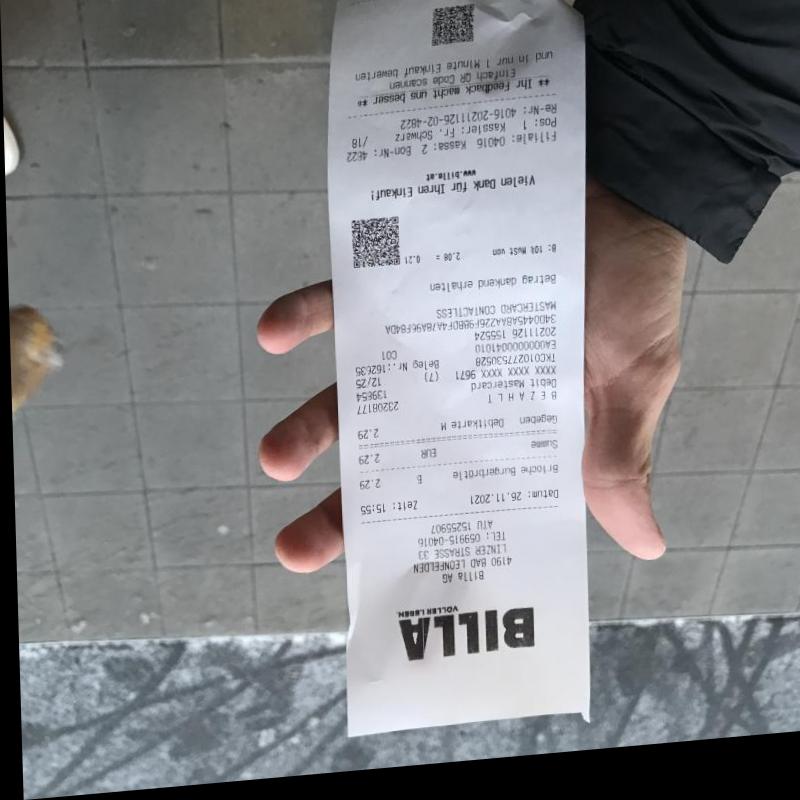 BILLA
VOLLER LEBEN.
Billa AG
4190 BAD LEONFELDEN
LINZER STRASSE 33
TEL: 059915-04016
ATU 15255907
Datum: 26.11.2021 Zeit: 15:55
Brioche Burgerbrötle B 2.29
Summe EUR 2.29
Gegeben Debitkarte M 2.29
B E Z A H L T 23208177
Debit Mastercard 139654
XXXX XXXX XXXX 9671 12/25
TKC010277530528 (7) Beleg Nr.:162635
EA0000000041010 C01
20211126 155524
34D0445A8AA226F9BBDF4A7BA96F84DA
MASTERCARD CONTACTLESS
Betrag dankend erhalten
B: 10% MwSt von 2.08 = 0.21
Vielen Dank für Ihren Einkauf!
www.billa.at
Filiale: 04016 Kassa: 2 Bon-Nr: 4822
Pos: 1 Kassier: Fr. Schwarz /18
Re-Nr: 4016-20211126-02-4822
** Ihr Feedback macht uns besser **
Einfach QR Code scannen
und in nur 1 Minute Einkauf bewerten